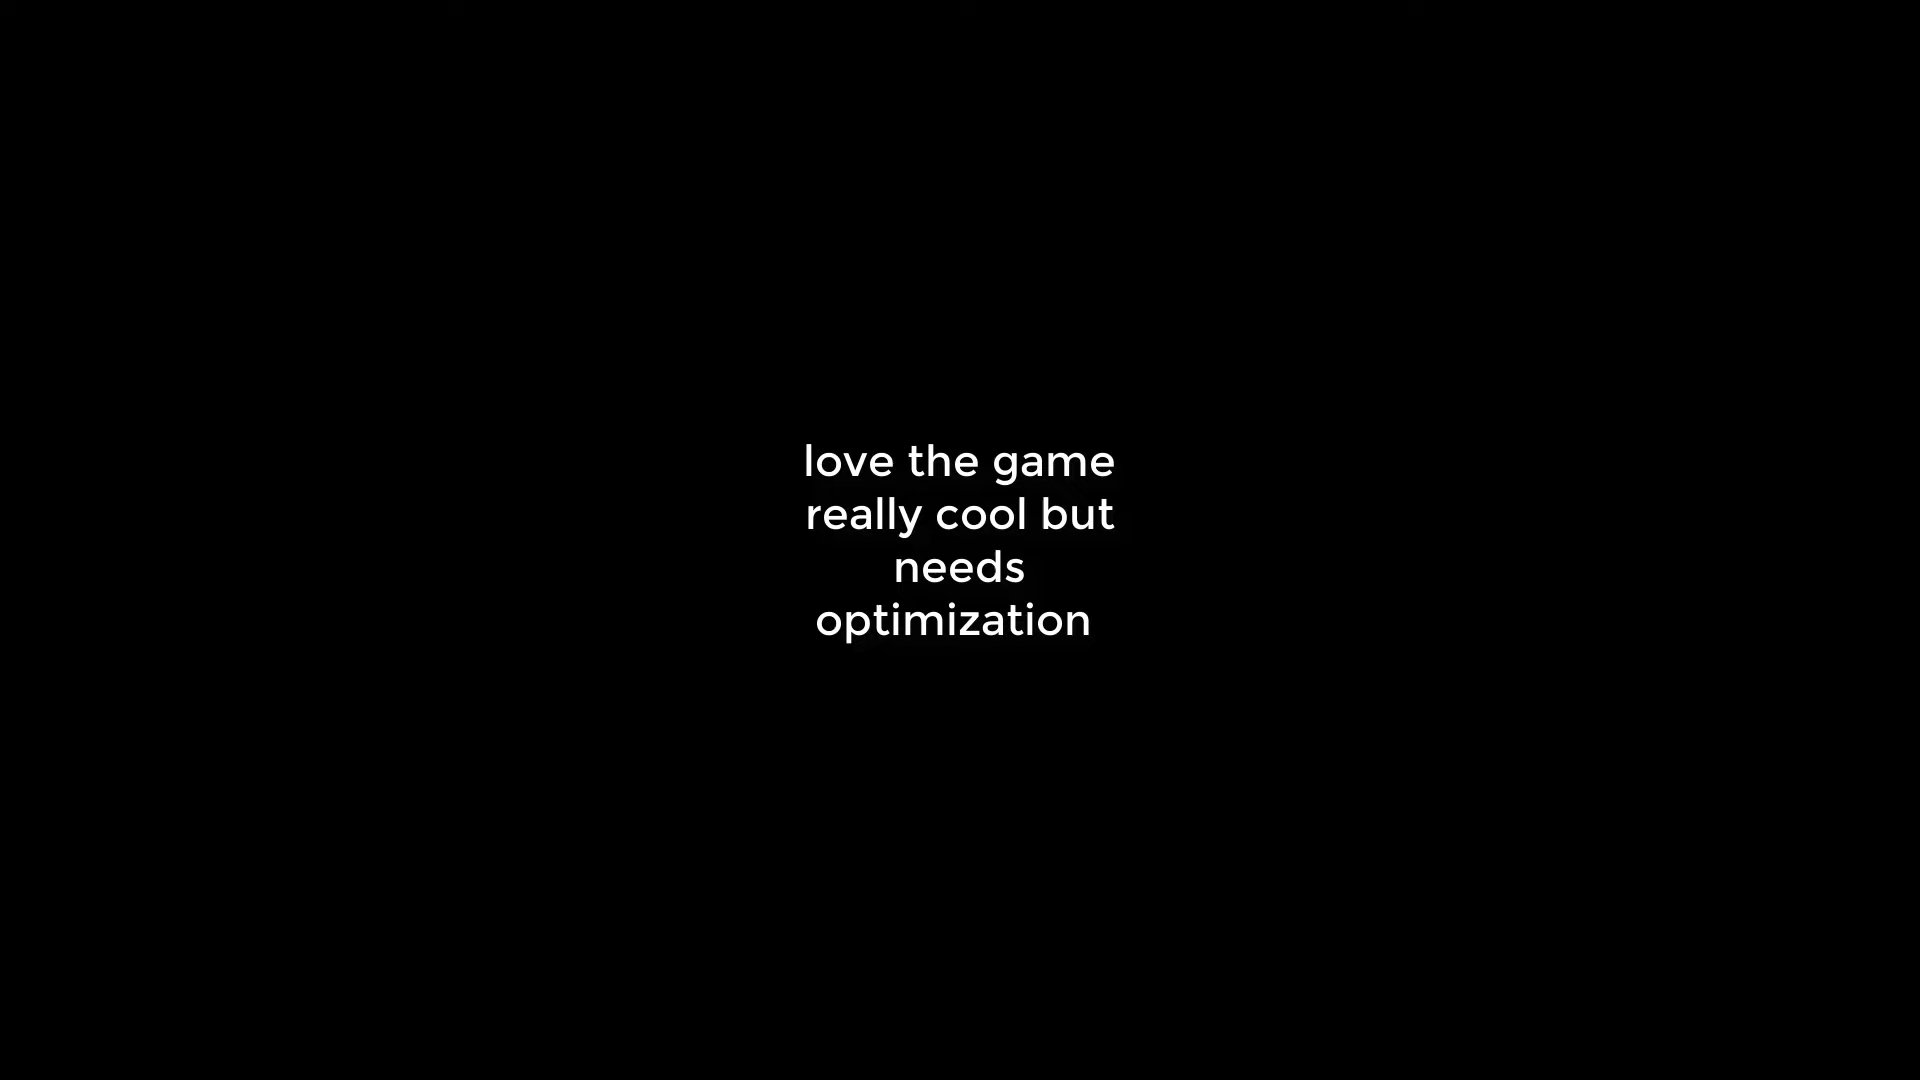 love the game
really cool but
needs
optimization